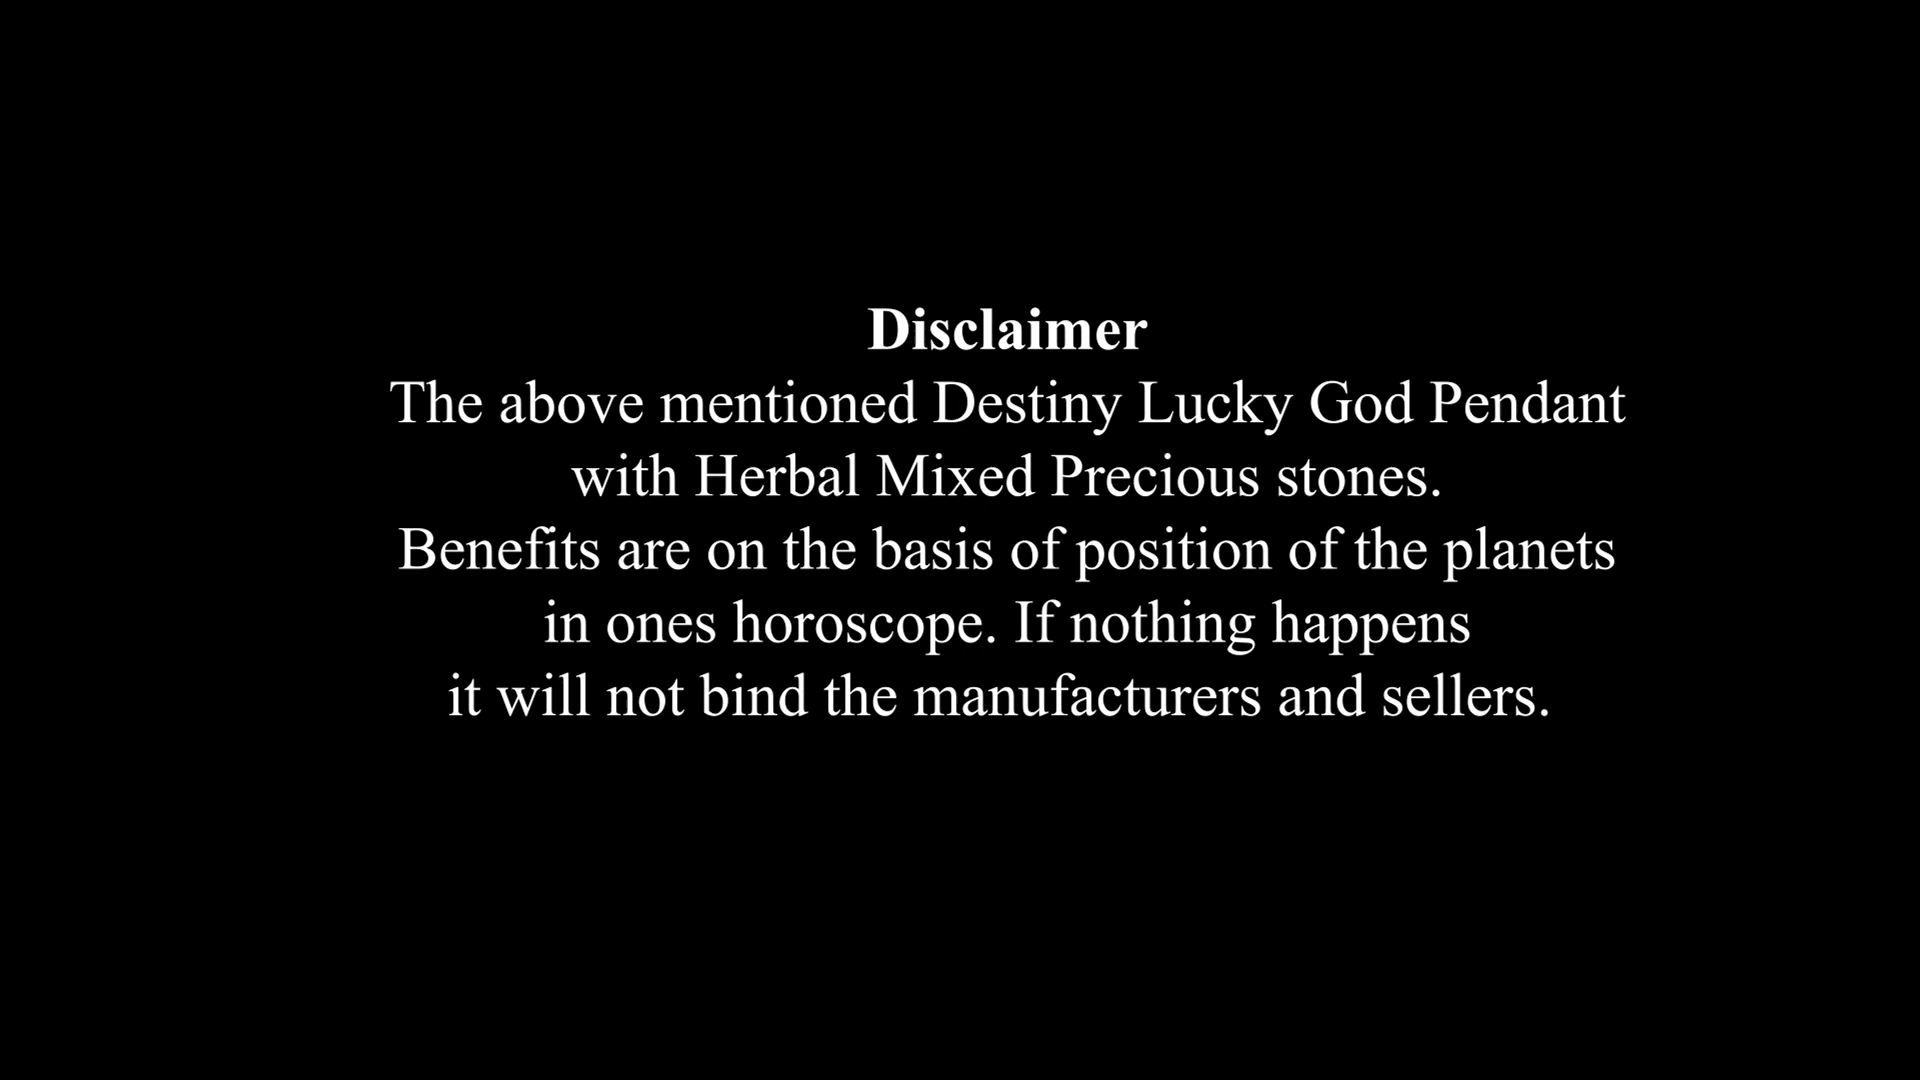 Disclaimer
The above mentioned Destiny Lucky God Pendant
with Herbal Mixed Precious stones.
Benefits are on the basis of position of the planets
in ones horoscope. If nothing happens
it will not bind the manufacturers and sellers.